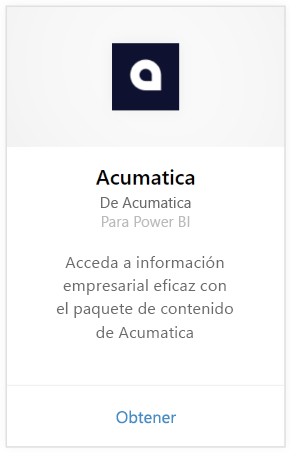 Acumatica
De Acumatica
Para Power BI
Acceda a información
empresarial eficaz con
el paquete de contenido
de Acumatica
Obtener